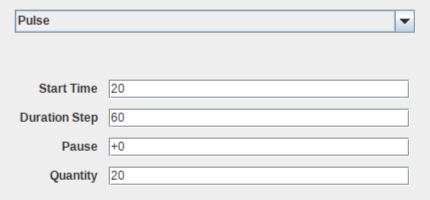 Pulse
Start Time 20
Duration Step 60
Pause +0
Quantity 20